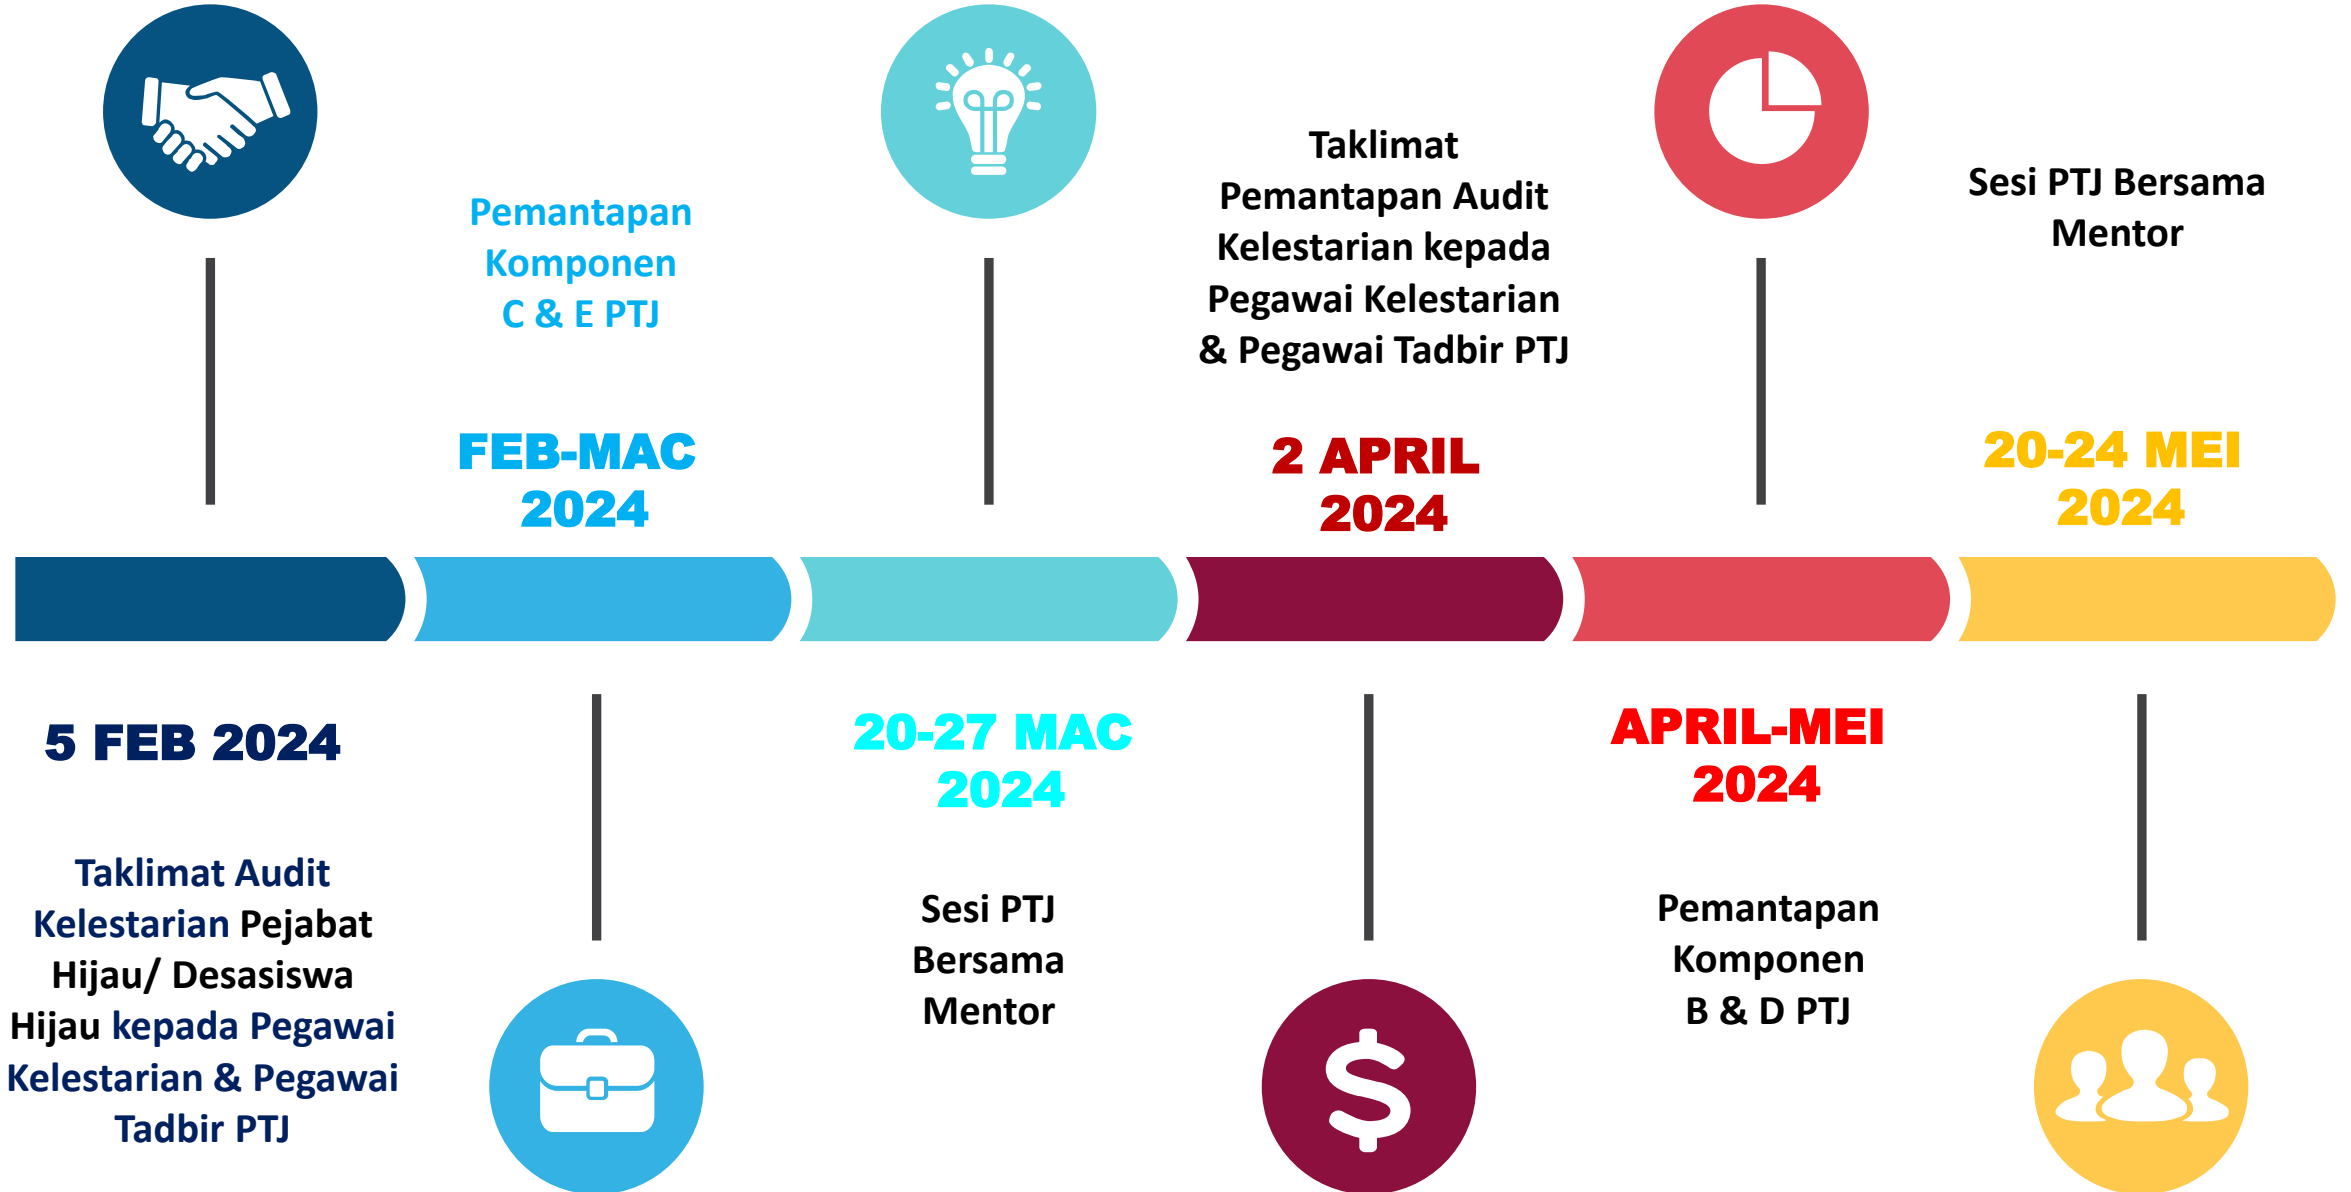 5 FEB 2024
Taklimat Audit
Kelestarian Pejabat
Hijau/ Desasiswa
Hijau kepada Pegawai
Kelestarian & Pegawai
Tadbir PTJ
Pemantapan
Komponen
C & E PTJ
FEB-MAC
2024
20-27 MAC
2024
Sesi PTJ
Bersama
Mentor
Taklimat
Pemantapan Audit
Kelestarian kepada
Pegawai Kelestarian
& Pegawai Tadbir PTJ
2 APRIL
2024
APRIL-MEI
2024
Pemantapan
Komponen
B & D PTJ
Sesi PTJ Bersama
Mentor
20-24 MEI
2024